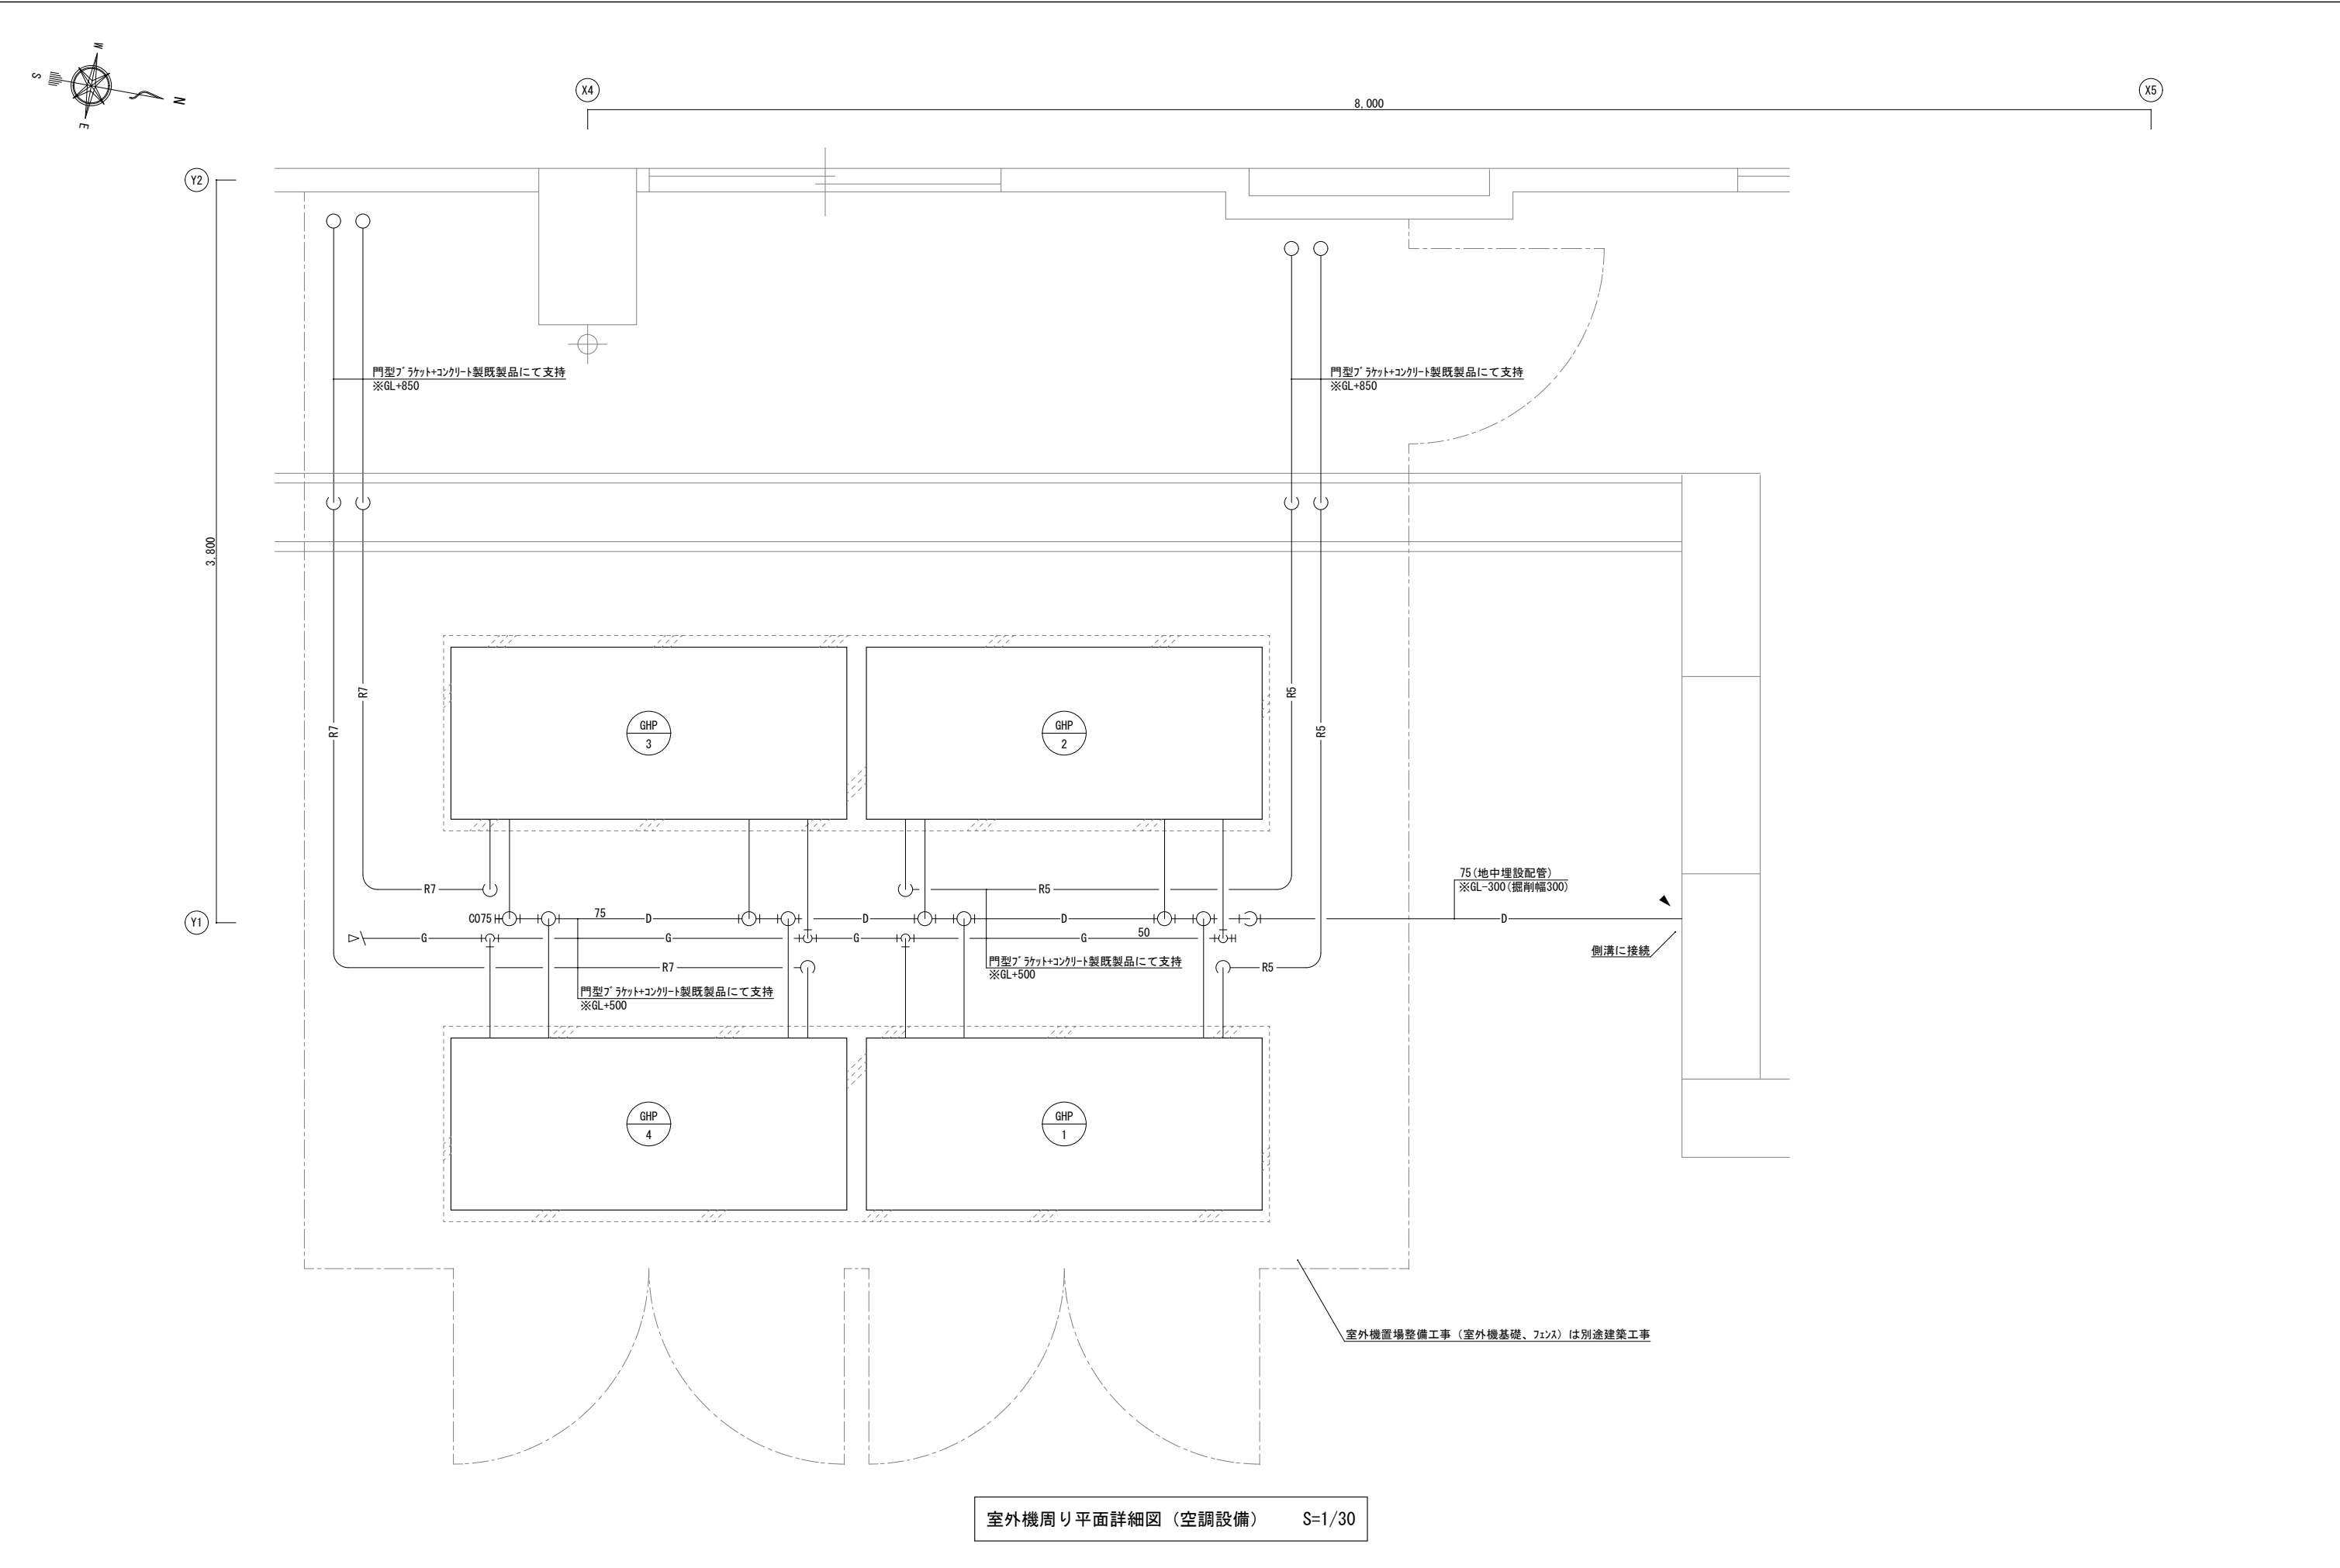 W
S
N
E
X4
X5
8,000
Y2
門型ブラケット+コンクリート製既製品にて支持
※GL+850
門型ブラケット+コンクリート製既製品にて支持
※GL+850
3,800
R7
R7
R5
R5
GHP
3
GHP
2
R7
R5
75(地中埋設配管)
※GL-300(掘削幅300)
Y1
CO75
75
D
D
D
D
G
G
G
G
50
側溝に接続
R7
R5
門型ブラケット+コンクリート製既製品にて支持
※GL+500
門型ブラケット+コンクリート製既製品にて支持
※GL+500
GHP
4
GHP
1
室外機置場整備工事（室外機基礎、フェンス）は別途建築工事
室外機周り平面詳細図（空調設備） S=1/30